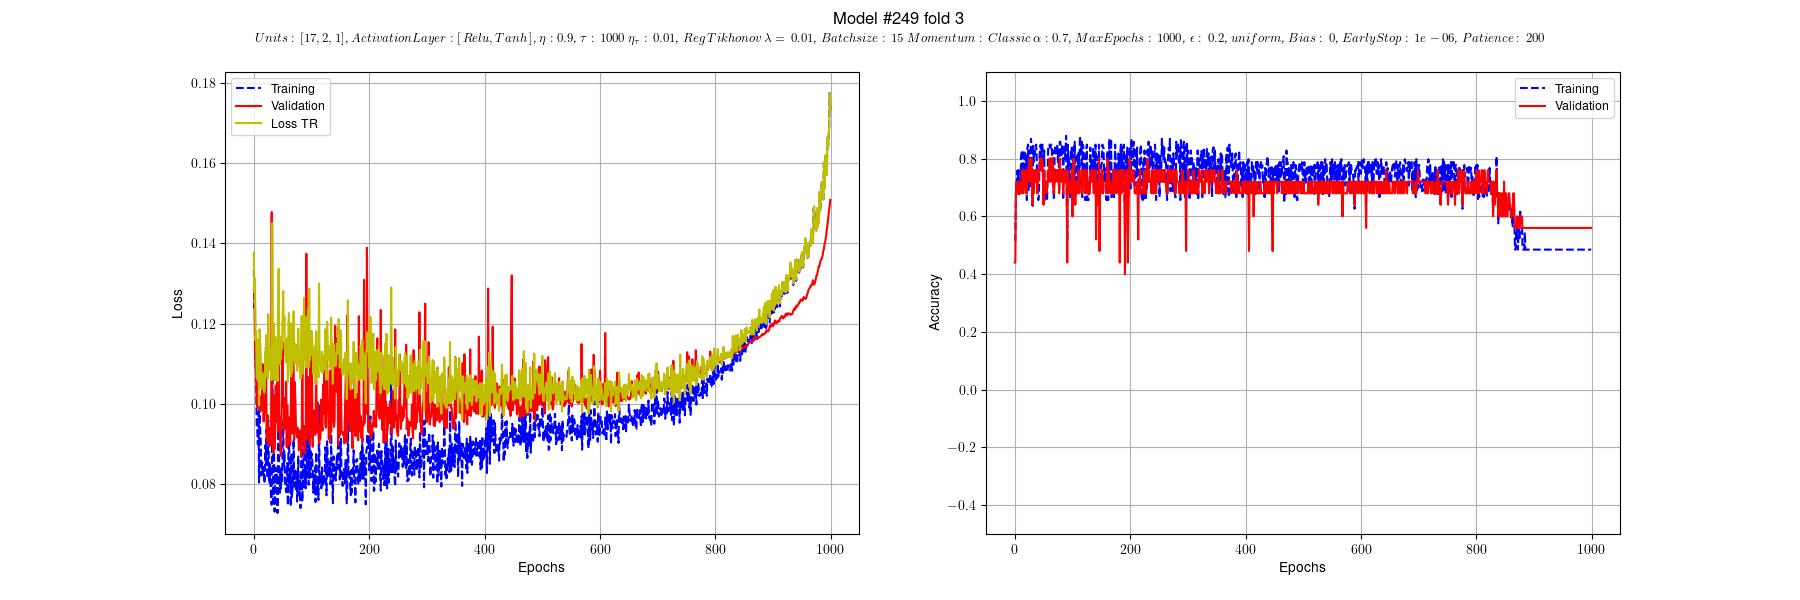 Model #249 fold 3
Units : [17, 2, 1], ActivationLayer : [Relu, Tanh], η : 0.9, τ : 1000 η_τ : 0.01, RegTikhonov λ = 0.01, Batchsize : 15 Momentum : Classic α : 0.7, MaxEpochs : 1000, ϵ : 0.2, uniform, Bias : 0, EarlyStop : 1e − 06, Patience : 200
Loss
0.18
0.16
0.14
0.12
0.10
0.08
Training
Validation
Loss TR
0 200 400 600 800 1000
Epochs
Accuracy
1.0
0.8
0.6
0.4
0.2
0.0
−0.2
−0.4
Training
Validation
0 200 400 600 800 1000
Epochs